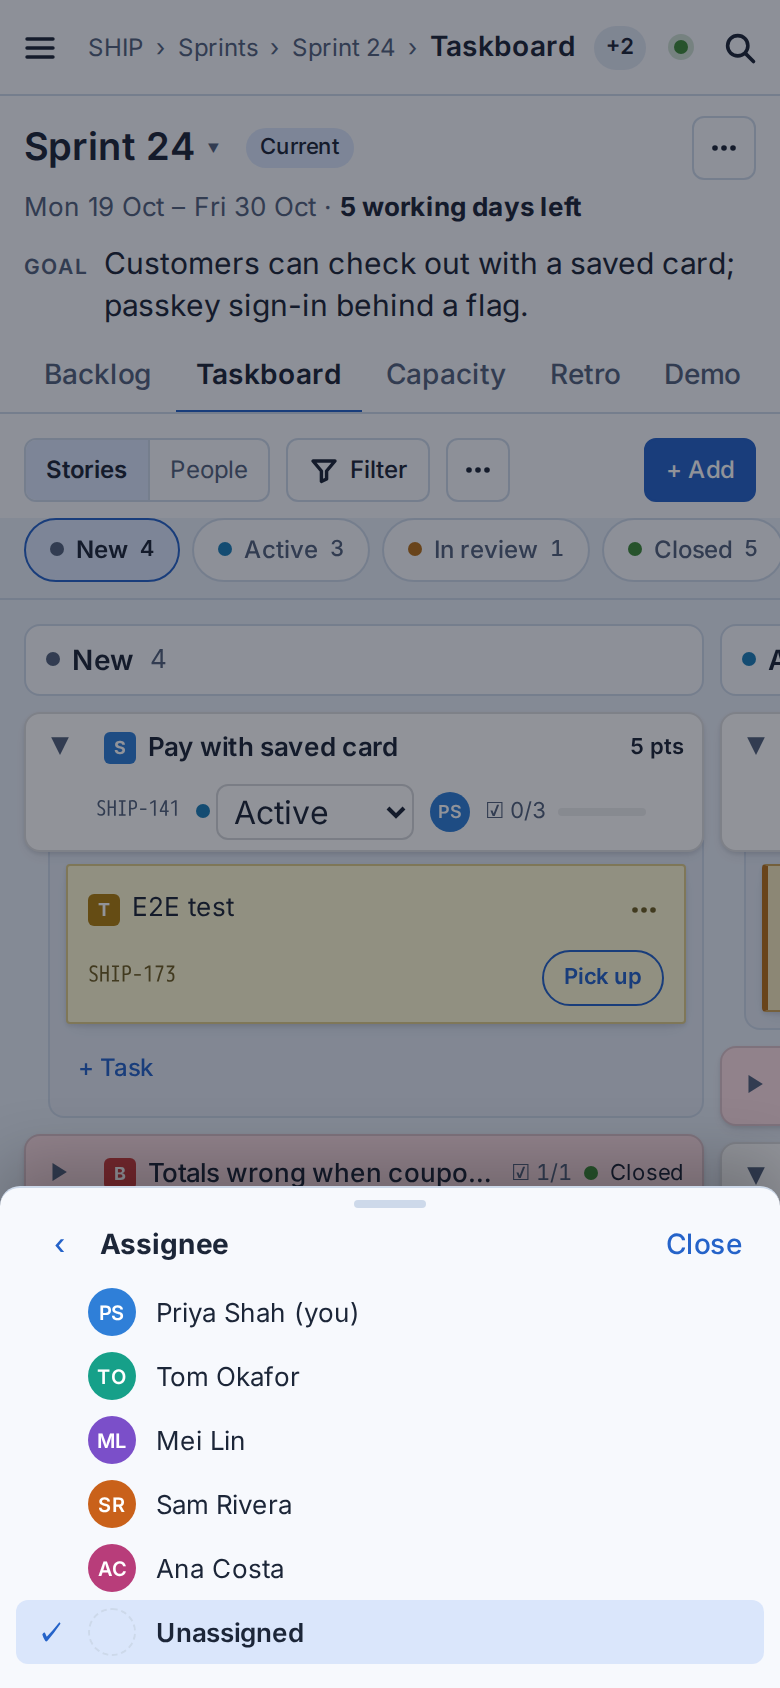 SHIP › Sprints › Sprint 24 › Taskboard +2
Sprint 24 ▾ Current •••
Mon 19 Oct – Fri 30 Oct · 5 working days left
GOAL Customers can check out with a saved card;
passkey sign-in behind a flag.
Backlog Taskboard Capacity Retro Demo
Stories People Filter ••• + Add
New 4 Active 3 In review 1 Closed 5
New 4
▼ S Pay with saved card 5 pts
SHIP-141 Active PS ☑ 0/3
T E2E test •••
SHIP-173 Pick up
+ Task
▶ B Totals wrong when coupo... ☑ 1/1 Closed
‹ Assignee Close
PS Priya Shah (you)
TO Tom Okafor
ML Mei Lin
SR Sam Rivera
AC Ana Costa
✓ Unassigned